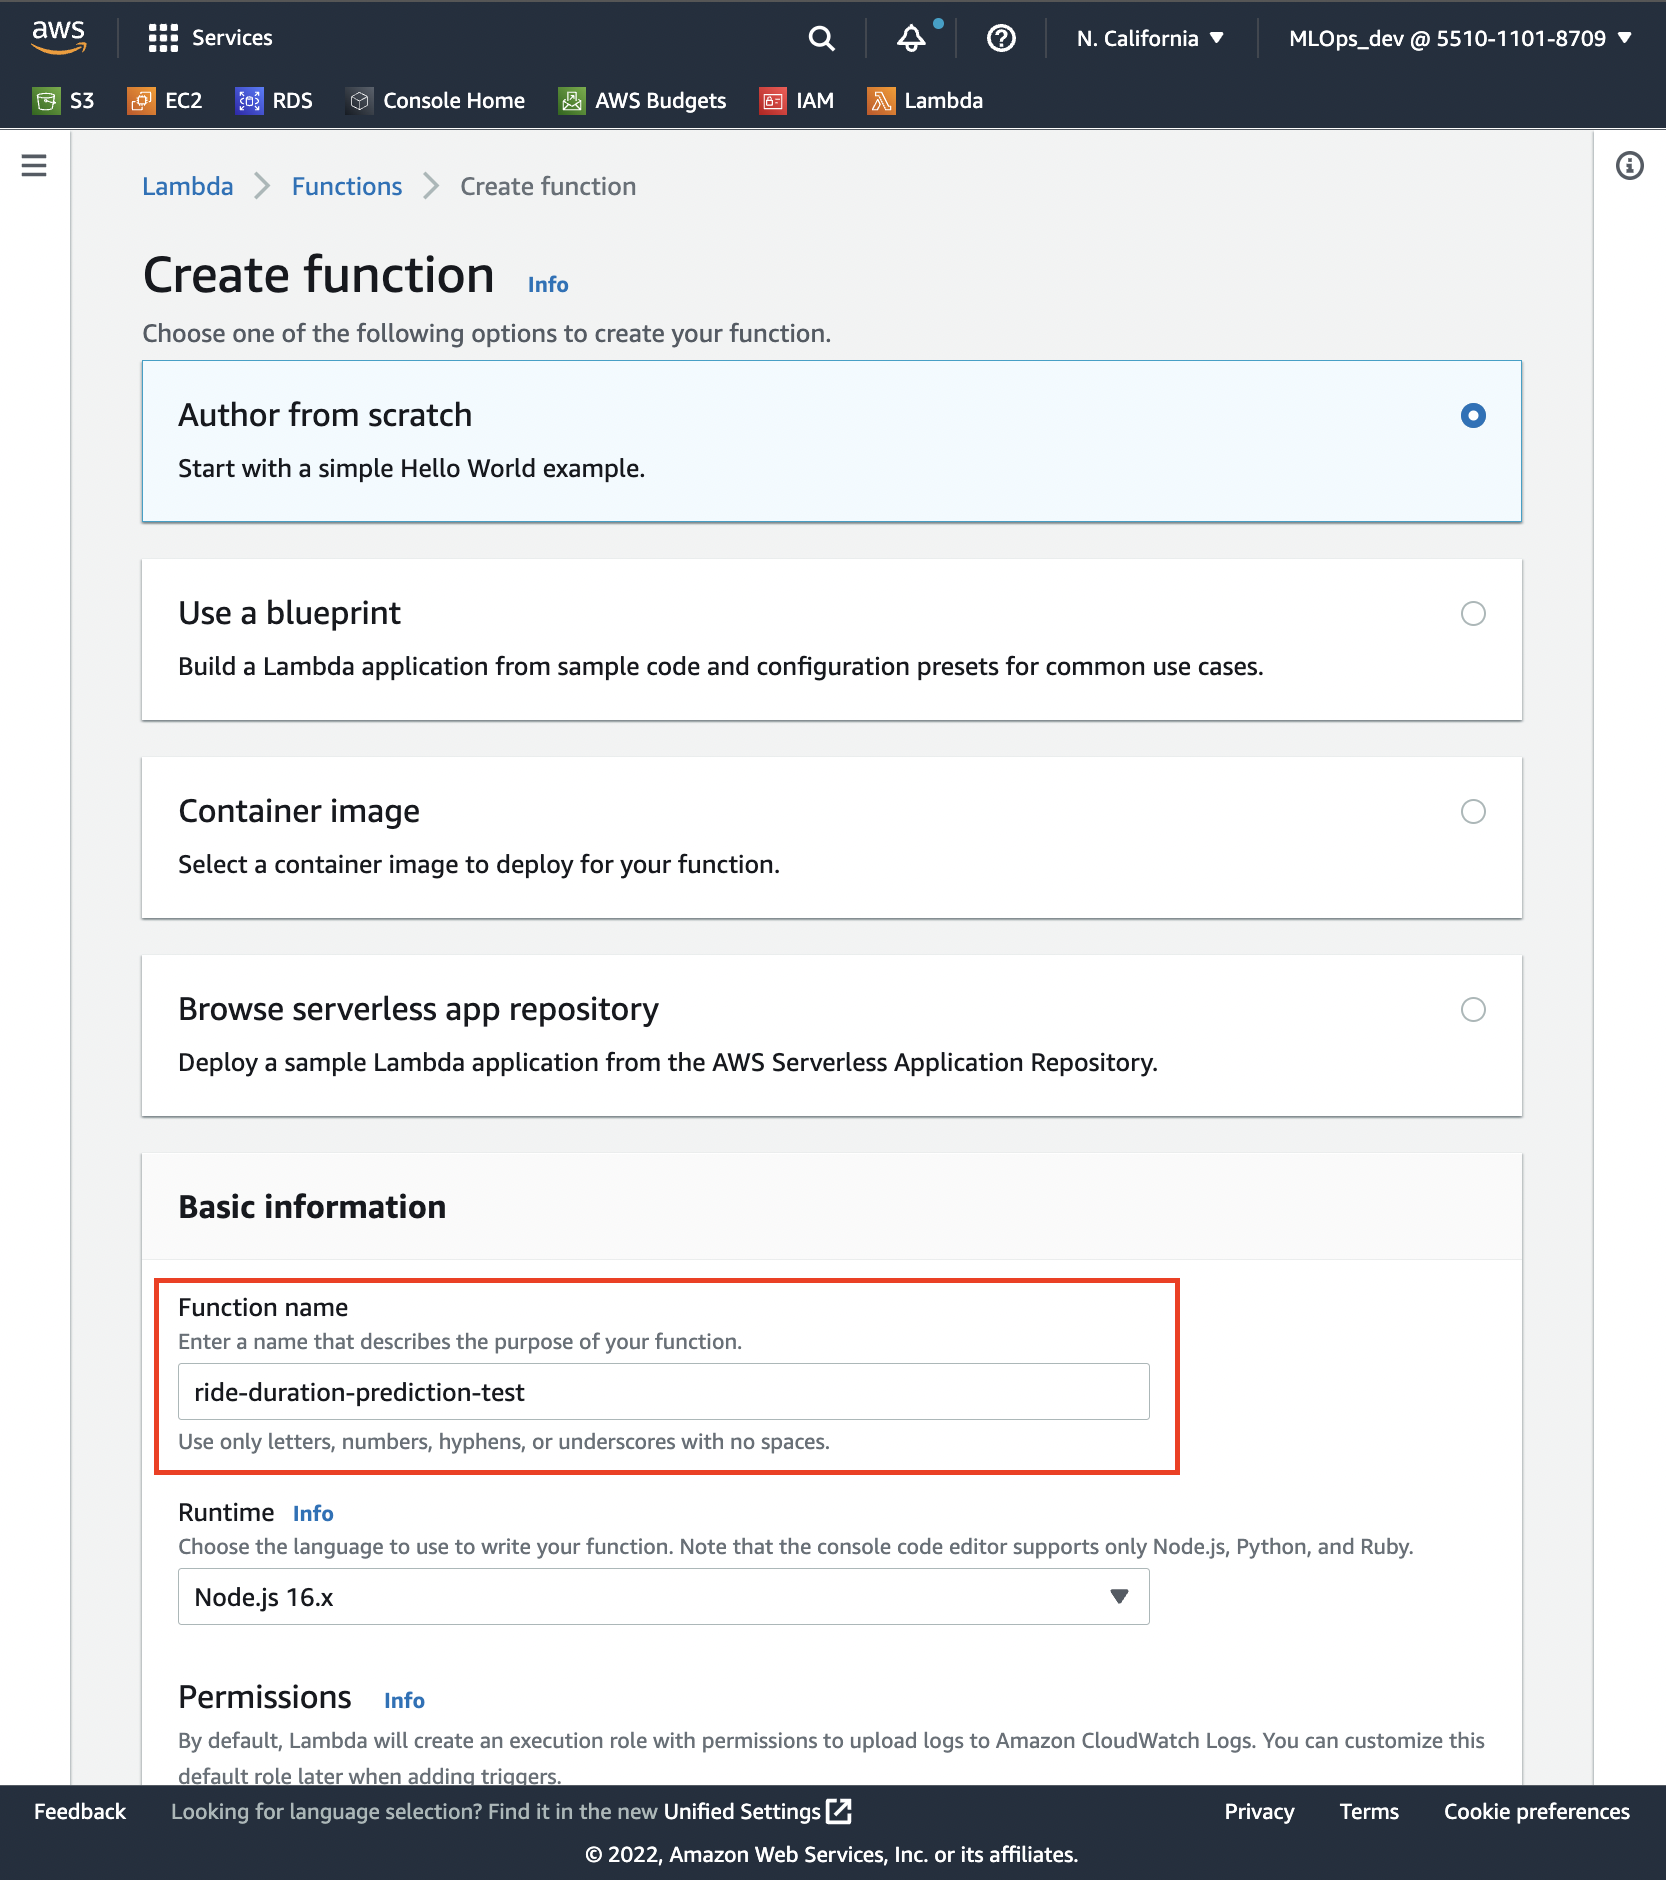 aws Services N. California MLOps_dev @ 5510-1101-8709
S3 EC2 RDS Console Home AWS Budgets IAM Lambda
Lambda Functions Create function
Create function Info
Choose one of the following options to create your function.
Author from scratch
Start with a simple Hello World example.
Use a blueprint
Build a Lambda application from sample code and configuration presets for common use cases.
Container image
Select a container image to deploy for your function.
Browse serverless app repository
Deploy a sample Lambda application from the AWS Serverless Application Repository.
Basic information
Function name
Enter a name that describes the purpose of your function.
ride-duration-prediction-test
Use only letters, numbers, hyphens, or underscores with no spaces.
Runtime Info
Choose the language to use to write your function. Note that the console code editor supports only Node.js, Python, and Ruby.
Node.js 16.x
Permissions Info
By default, Lambda will create an execution role with permissions to upload logs to Amazon CloudWatch Logs. You can customize this
default role later when adding triggers.
Feedback Looking for language selection? Find it in the new Unified Settings Privacy Terms Cookie preferences
© 2022, Amazon Web Services, Inc. or its affiliates.